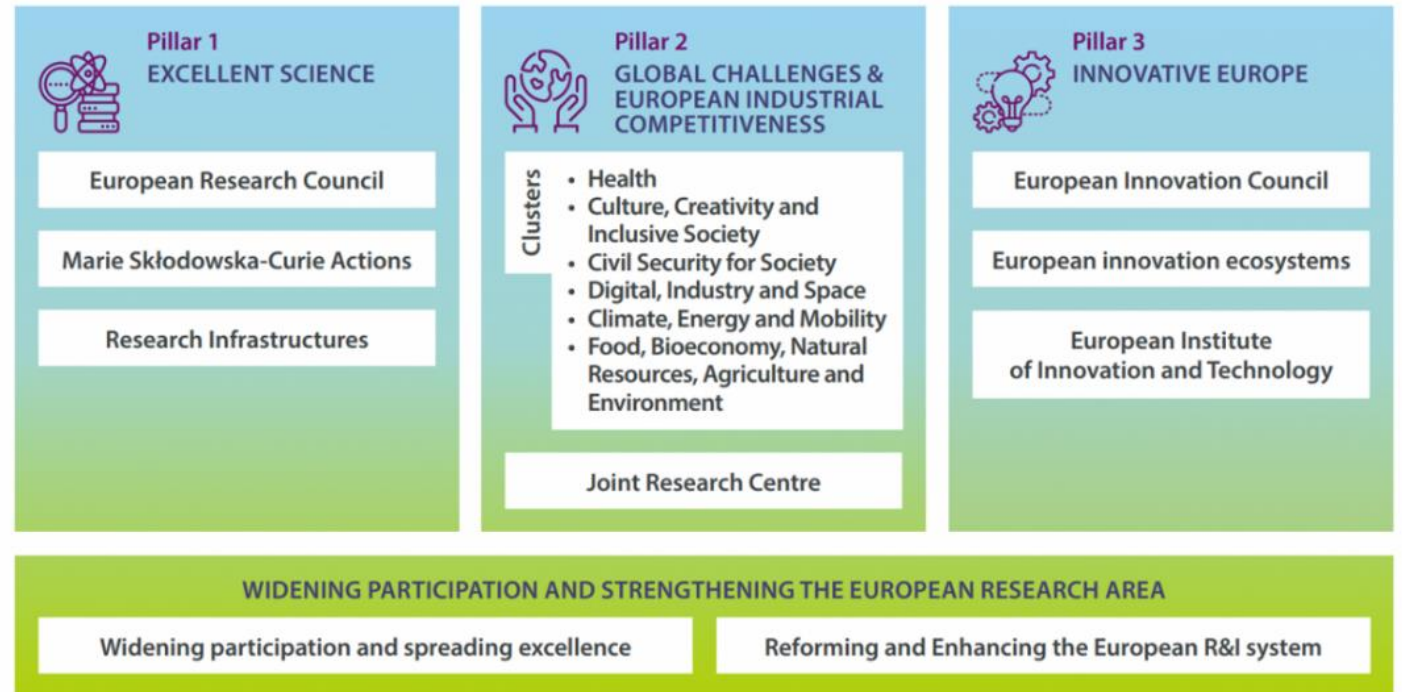 Pillar 1
EXCELLENT SCIENCE
European Research Council
Marie Skłodowska-Curie Actions
Research Infrastructures
Pillar 2
GLOBAL CHALLENGES &
EUROPEAN INDUSTRIAL
COMPETITIVENESS
Clusters
• Health
• Culture, Creativity and
Inclusive Society
• Civil Security for Society
• Digital, Industry and Space
• Climate, Energy and Mobility
• Food, Bioeconomy, Natural
Resources, Agriculture and
Environment
Joint Research Centre
Pillar 3
INNOVATIVE EUROPE
European Innovation Council
European innovation ecosystems
European Institute
of Innovation and Technology
WIDENING PARTICIPATION AND STRENGTHENING THE EUROPEAN RESEARCH AREA
Widening participation and spreading excellence
Reforming and Enhancing the European R&I system